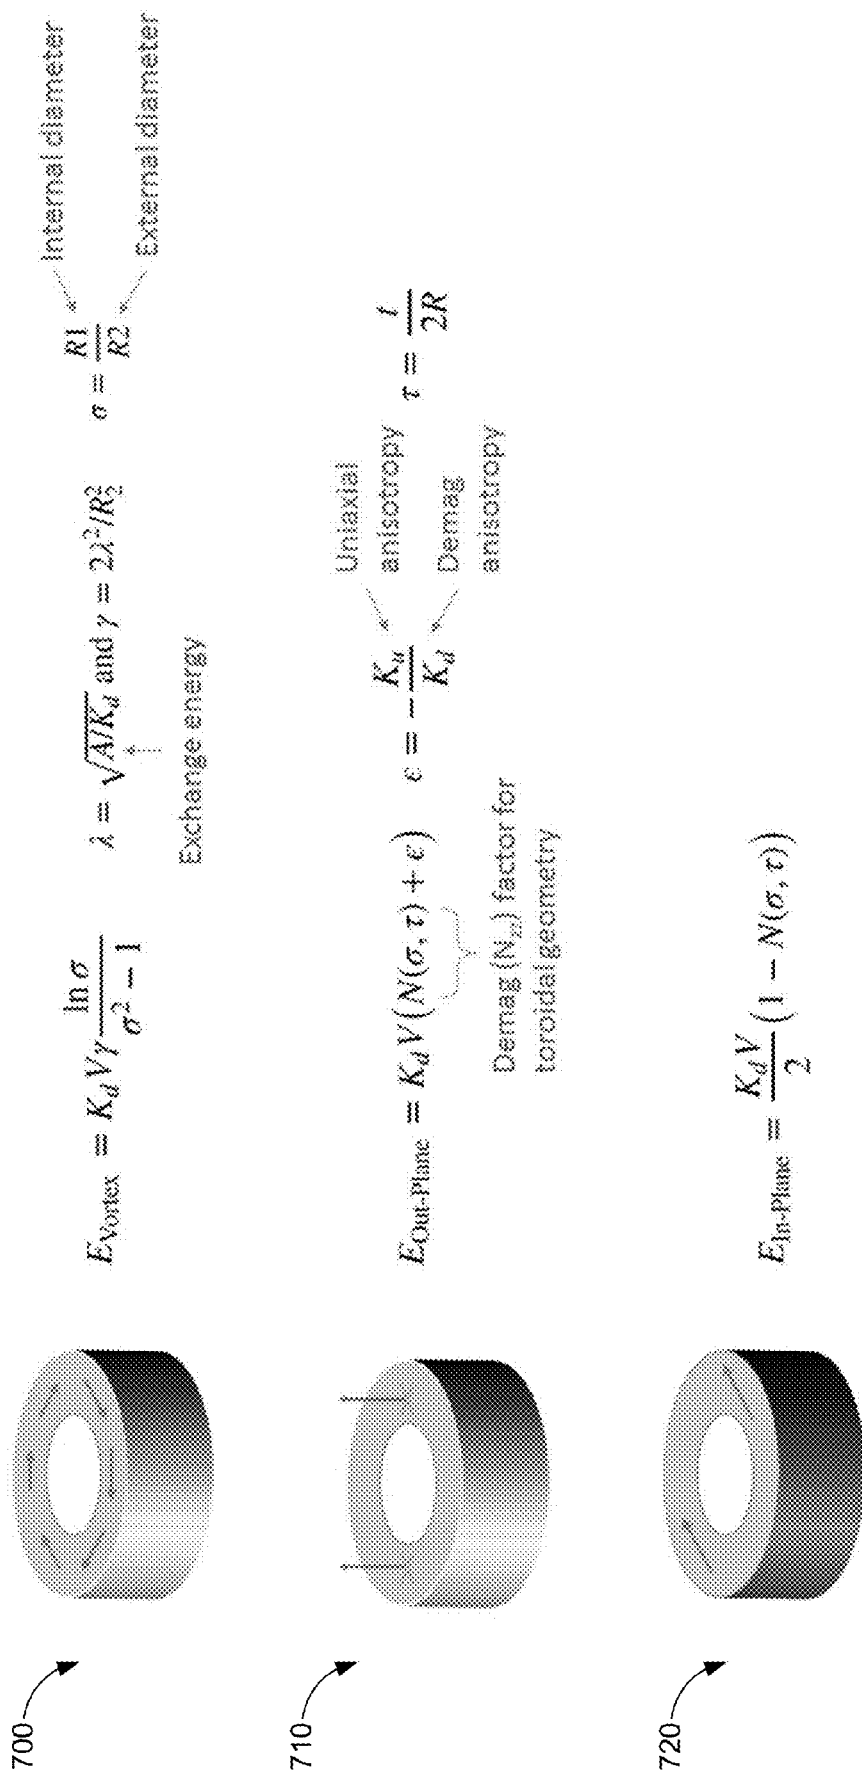 700
E_Vortex = K_d V γ ln σ / σ² − 1
λ = √A/K_d and γ = 2λ²/R₂²
Exchange energy
σ = R1 / R2
Internal diameter
External diameter
710
E_Out-Plane = K_d V(N(σ, τ) + ϵ)
Demag (N_zz) factor for
toroidal geometry
ϵ = − K_u / K_d
Uniaxial
anisotropy
Demag
anisotropy
τ = t / 2R
720
E_In-Plane = K_d V / 2 (1 − N(σ, τ))